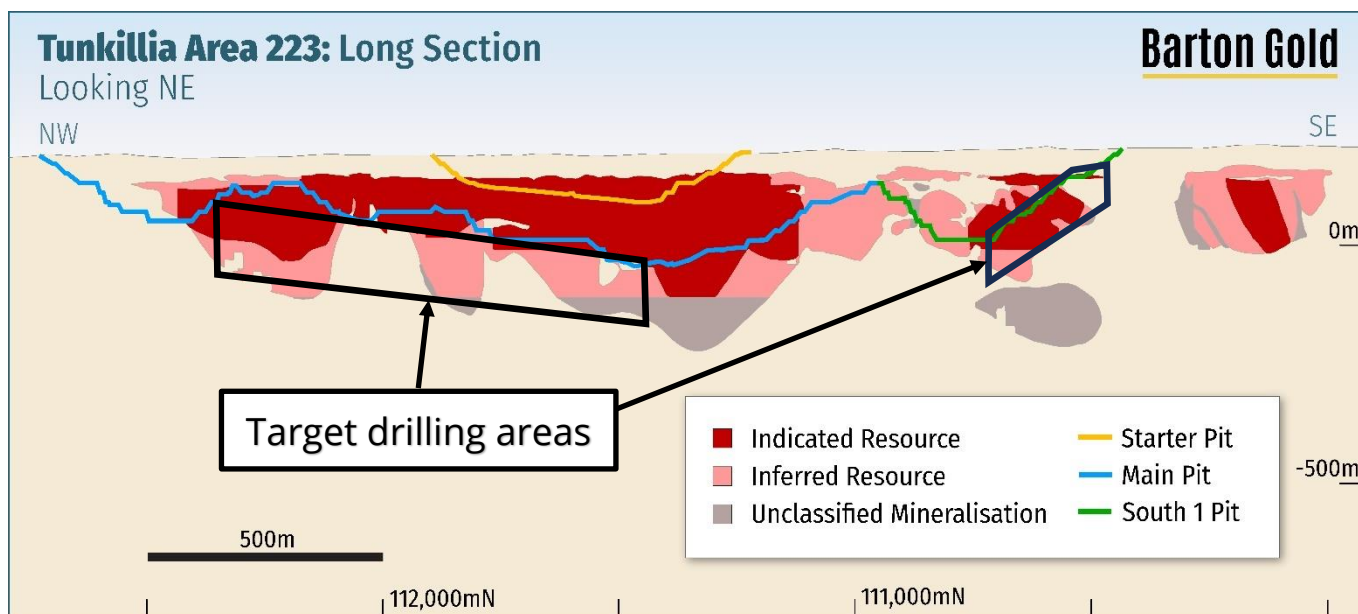 Tunkillia Area 223: Long Section
Looking NE
Barton Gold
NW
SE
0m
Target drilling areas
Indicated Resource
Inferred Resource
Unclassified Mineralisation
Starter Pit
Main Pit
South 1 Pit
-500m
500m
112,000mN
111,000mN